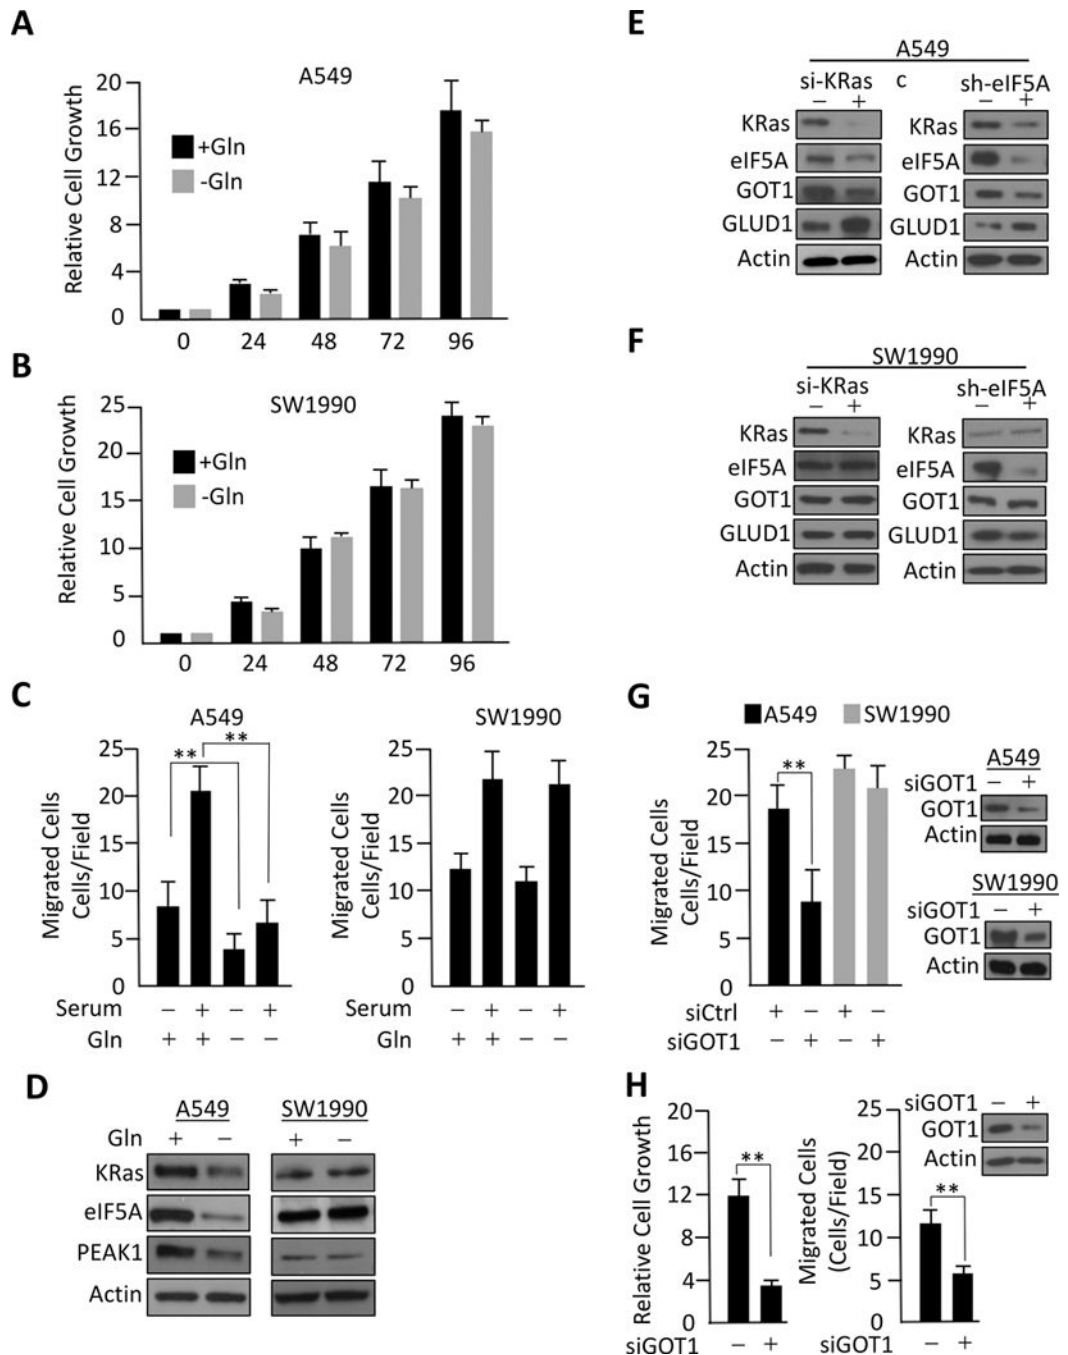 A
A549
20
16
12
8
4
0
Relative Cell Growth
+Gln
-Gln
0 24 48 72 96
B
SW1990
25
20
15
10
5
0
Relative Cell Growth
+Gln
-Gln
0 24 48 72 96
C
A549
** **
25
20
15
10
5
0
Migrated Cells
Cells/Field
Serum − + − +
Gln + + − −
SW1990
25
20
15
10
5
0
Migrated Cells
Cells/Field
− + − +
+ + − −
D
A549 SW1990
Gln + − + −
KRas
eIF5A
PEAK1
Actin
E
A549
si-KRas c sh-eIF5A
− + − +
KRas KRas
eIF5A eIF5A
GOT1 GOT1
GLUD1 GLUD1
Actin Actin
F
SW1990
si-KRas sh-eIF5A
− + − +
KRas KRas
eIF5A eIF5A
GOT1 GOT1
GLUD1 GLUD1
Actin Actin
G
A549 SW1990
25
20
15
10
5
0
Migrated Cells
Cells/Field
**
siCtrl + − + −
siGOT1 − + − +
A549
siGOT1 − +
GOT1
Actin
SW1990
siGOT1 − +
GOT1
Actin
H
20
16
12
8
4
0
Relative Cell Growth
**
siGOT1 − +
25
20
15
10
5
0
Migrated Cells
(Cells/Field)
**
siGOT1 − +
siGOT1 − +
GOT1
Actin